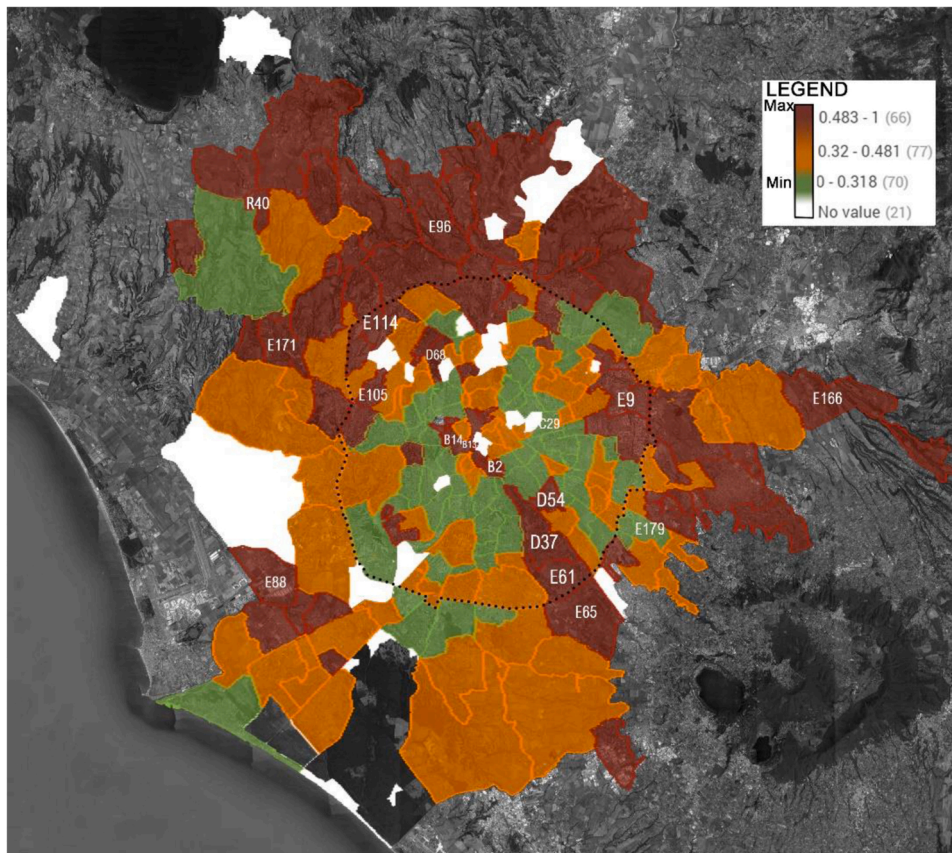 LEGEND
Max
0.483 - 1 (66)
0.32 - 0.481 (77)
Min
0 - 0.318 (70)
No value (21)
R40
E96
E114
E171
D68
E105
E9
E166
C29
B14
B15
B2
D54
E179
D37
E61
E88
E65